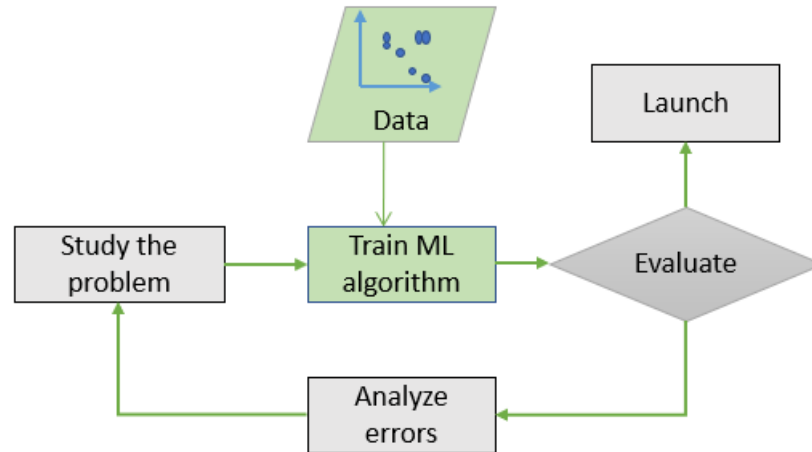 Data
Launch
Study the
problem
Train ML
algorithm
Evaluate
Analyze
errors